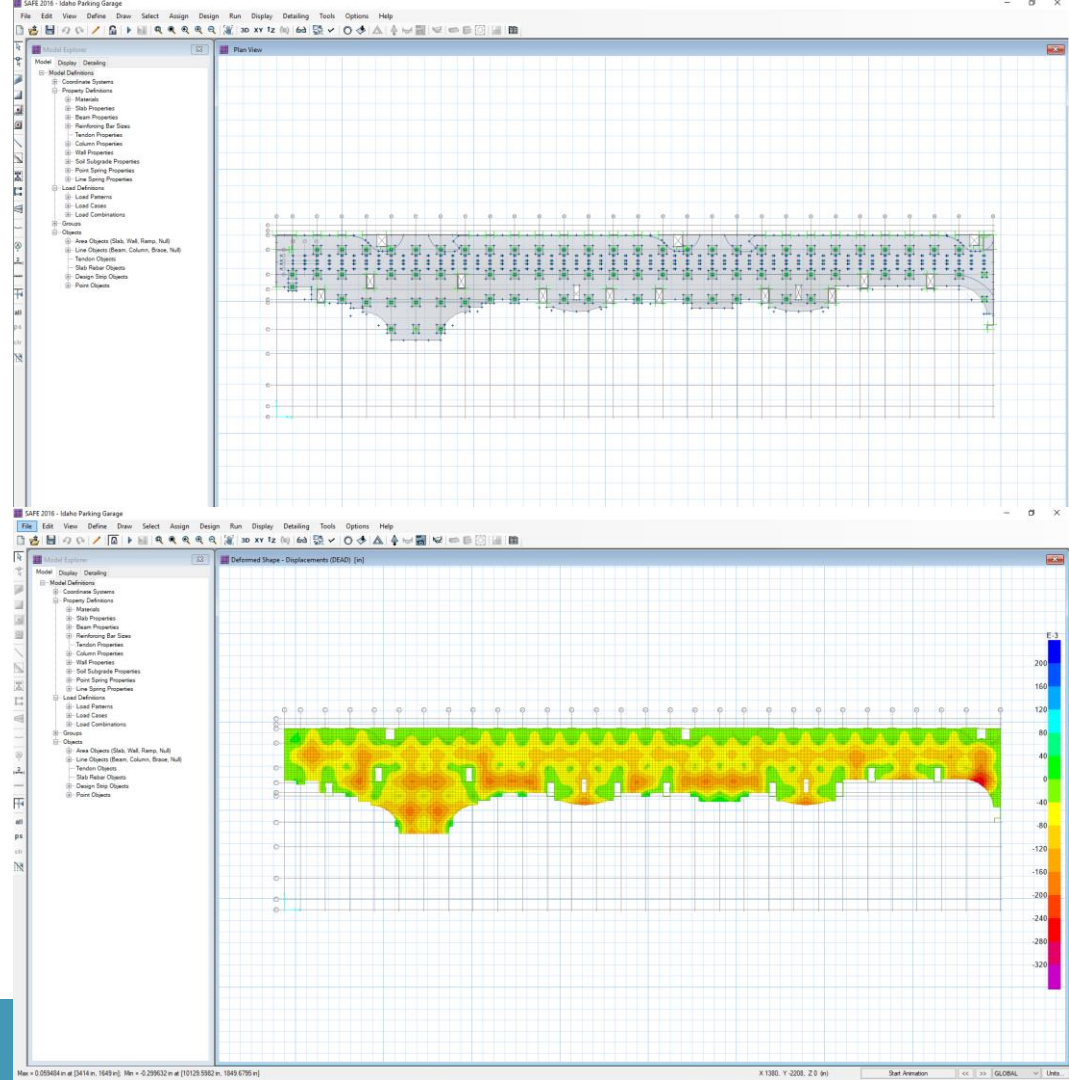 SAFE 2016 - Idaho Parking Garage
File Edit View Define Draw Select Assign Design Run Display Detailing Tools Options Help
3D XY
Model Explorer
Plan View
Model Display Detailing
Model Definitions
Coordinate Systems
Property Definitions
Materials
Slab Properties
Beam Properties
Reinforcing Bar Sizes
Tendon Properties
Column Properties
Wall Properties
Soil Subgrade Properties
Point Spring Properties
Line Spring Properties
Load Definitions
Load Patterns
Load Cases
Load Combinations
Groups
Objects
Area Objects (Slab, Wall, Ramp, Null)
Line Objects (Beam, Column, Brace, Null)
Tendon Objects
Slab Rebar Objects
Design Strip Objects
Point Objects
all
ps
SAFE 2016 - Idaho Parking Garage
File Edit View Define Draw Select Assign Design Run Display Detailing Tools Options Help
3D XY
Model Explorer
Deformed Shape - Displacements (DEAD) [in]
Model Display Detailing
Model Definitions
Coordinate Systems
Property Definitions
Materials
Slab Properties
Beam Properties
Reinforcing Bar Sizes
Tendon Properties
Column Properties
Wall Properties
Soil Subgrade Properties
Point Spring Properties
Line Spring Properties
Load Definitions
Load Patterns
Load Cases
Load Combinations
Groups
Objects
Area Objects (Slab, Wall, Ramp, Null)
Line Objects (Beam, Column, Brace, Null)
Tendon Objects
Slab Rebar Objects
Design Strip Objects
Point Objects
all
ps
E-3
200
160
120
80
40
0
-40
-80
-120
-160
-200
-240
-280
-320
Max = 0.059484 in at [3414 in, 1649 in]; Min = -0.299632 in at [10129.5982 in, 1849.6795 in]
X 1380, Y -2208, Z 0 (in)
Start Animation
<< >>
GLOBAL
Units...